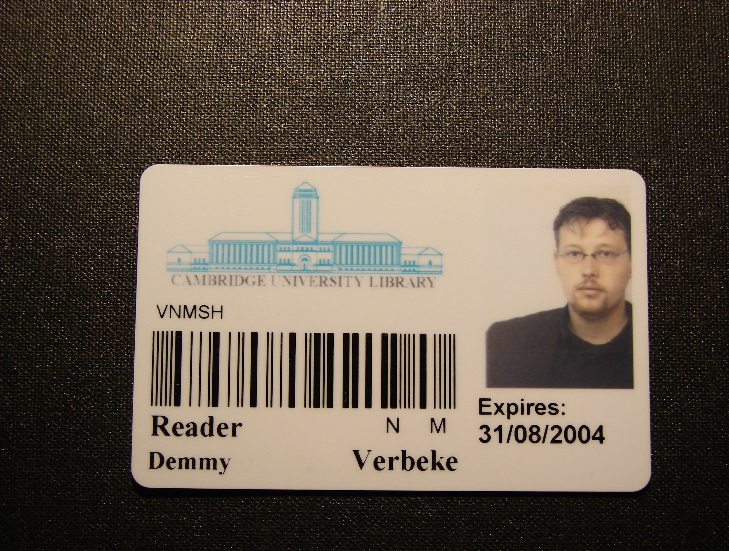 CAMBRIDGE UNIVERSITY LIBRARY
VNMSH
Reader N M
Demmy Verbeke
Expires:
31/08/2004